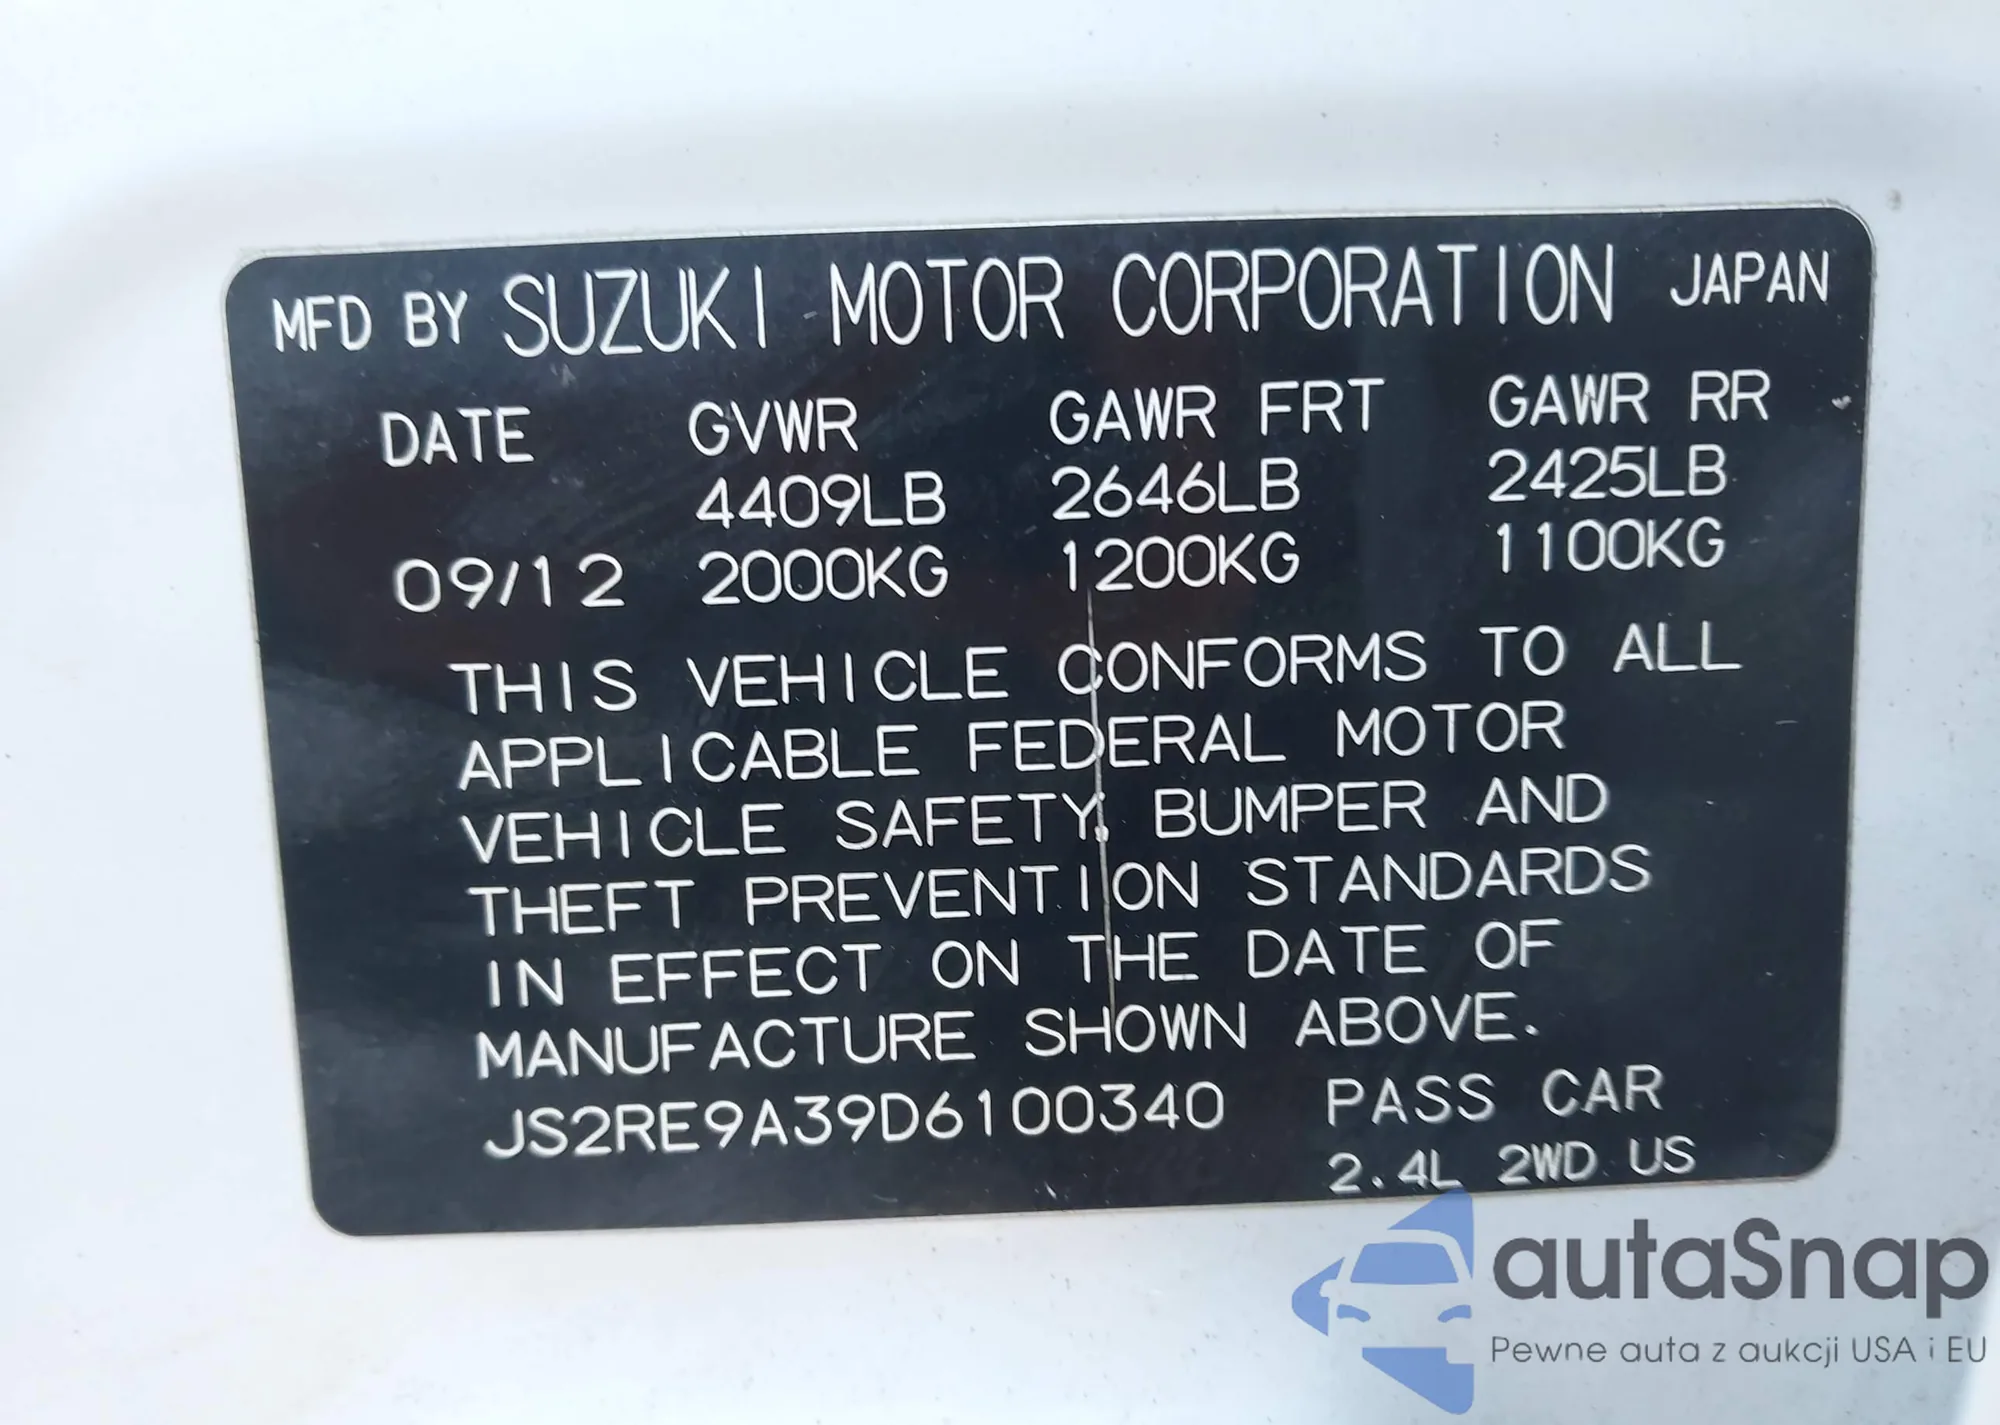 MFD BY SUZUKI MOTOR CORPORATION JAPAN
DATE GVWR GAWR FRT GAWR RR
4409LB 2646LB 2425LB
09/12 2000KG 1200KG 1100KG
THIS VEHICLE CONFORMS TO ALL
APPLICABLE FEDERAL MOTOR
VEHICLE SAFETY, BUMPER AND
THEFT PREVENTION STANDARDS
IN EFFECT ON THE DATE OF
MANUFACTURE SHOWN ABOVE.
JS2RE9A39D6100340 PASS CAR
2.4L 2WD US
autaSnap
Pewne auta z aukcji USA i EU